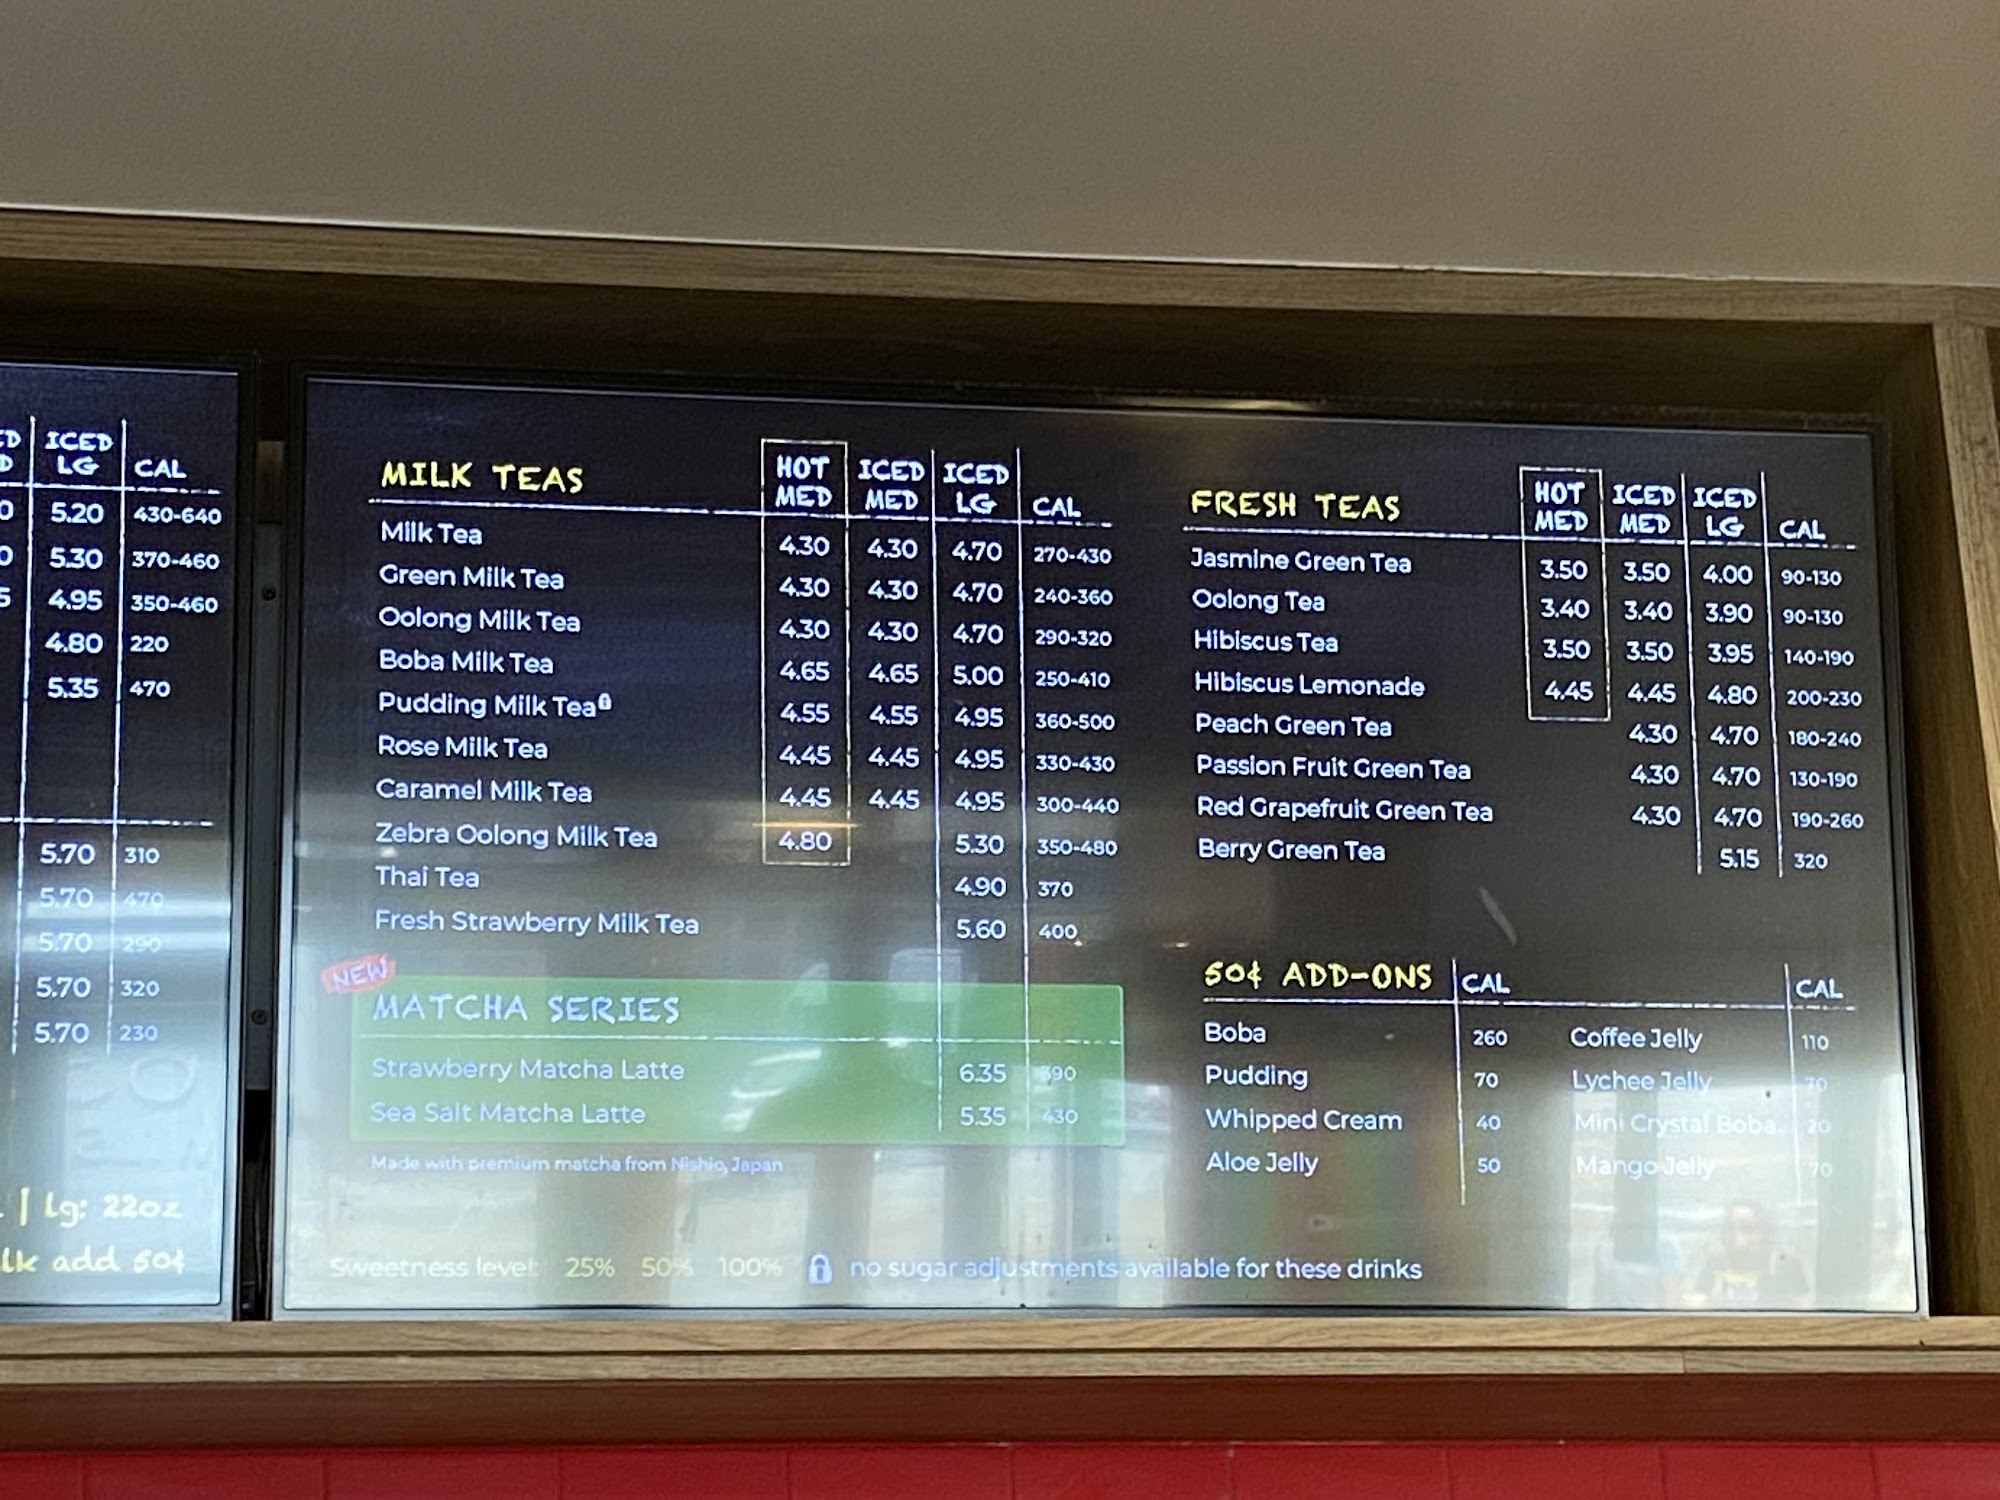 ICED
LG CAL
5.20 430-640
5.30 370-460
4.95 350-460
4.80 220
5.35 470
5.70 310
5.70 470
5.70 290
5.70 320
5.70 230
| Lg: 22oz
add 50¢
MILK TEAS HOT MED ICED MED ICED LG CAL
Milk Tea 4.30 4.30 4.70 270-430
Green Milk Tea 4.30 4.30 4.70 240-360
Oolong Milk Tea 4.30 4.30 4.70 290-320
Boba Milk Tea 4.65 4.65 5.00 250-410
Pudding Milk Tea 4.55 4.55 4.95 360-500
Rose Milk Tea 4.45 4.45 4.95 330-430
Caramel Milk Tea 4.45 4.45 4.95 300-440
Zebra Oolong Milk Tea 4.80 5.30 350-480
Thai Tea 4.90 370
Fresh Strawberry Milk Tea 5.60 400
NEW
MATCHA SERIES
Strawberry Matcha Latte 6.35 390
Sea Salt Matcha Latte 5.35 430
Made with premium matcha from Nishio, Japan
FRESH TEAS HOT MED ICED MED ICED LG CAL
Jasmine Green Tea 3.50 3.50 4.00 90-130
Oolong Tea 3.40 3.40 3.90 90-130
Hibiscus Tea 3.50 3.50 3.95 140-190
Hibiscus Lemonade 4.45 4.45 4.80 200-230
Peach Green Tea 4.30 4.70 180-240
Passion Fruit Green Tea 4.30 4.70 130-190
Red Grapefruit Green Tea 4.30 4.70 190-260
Berry Green Tea 5.15 320
50¢ ADD-ONS CAL CAL
Boba 260 Coffee Jelly 110
Pudding 70 Lychee Jelly 70
Whipped Cream 40 Mini Crystal Boba 20
Aloe Jelly 50 Mango Jelly 70
Sweetness level: 25% 50% 100% no sugar adjustments available for these drinks